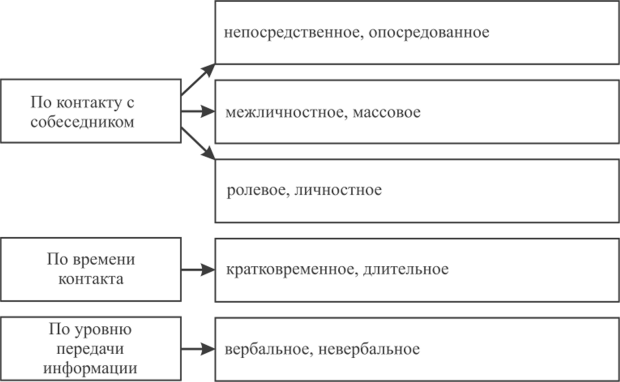 непосредственное, опосредованное
По контакту с
собеседником
межличностное, массовое
ролевое, личностное
По времени
контакта
кратковременное, длительное
По уровню
передачи
информации
вербальное, невербальное